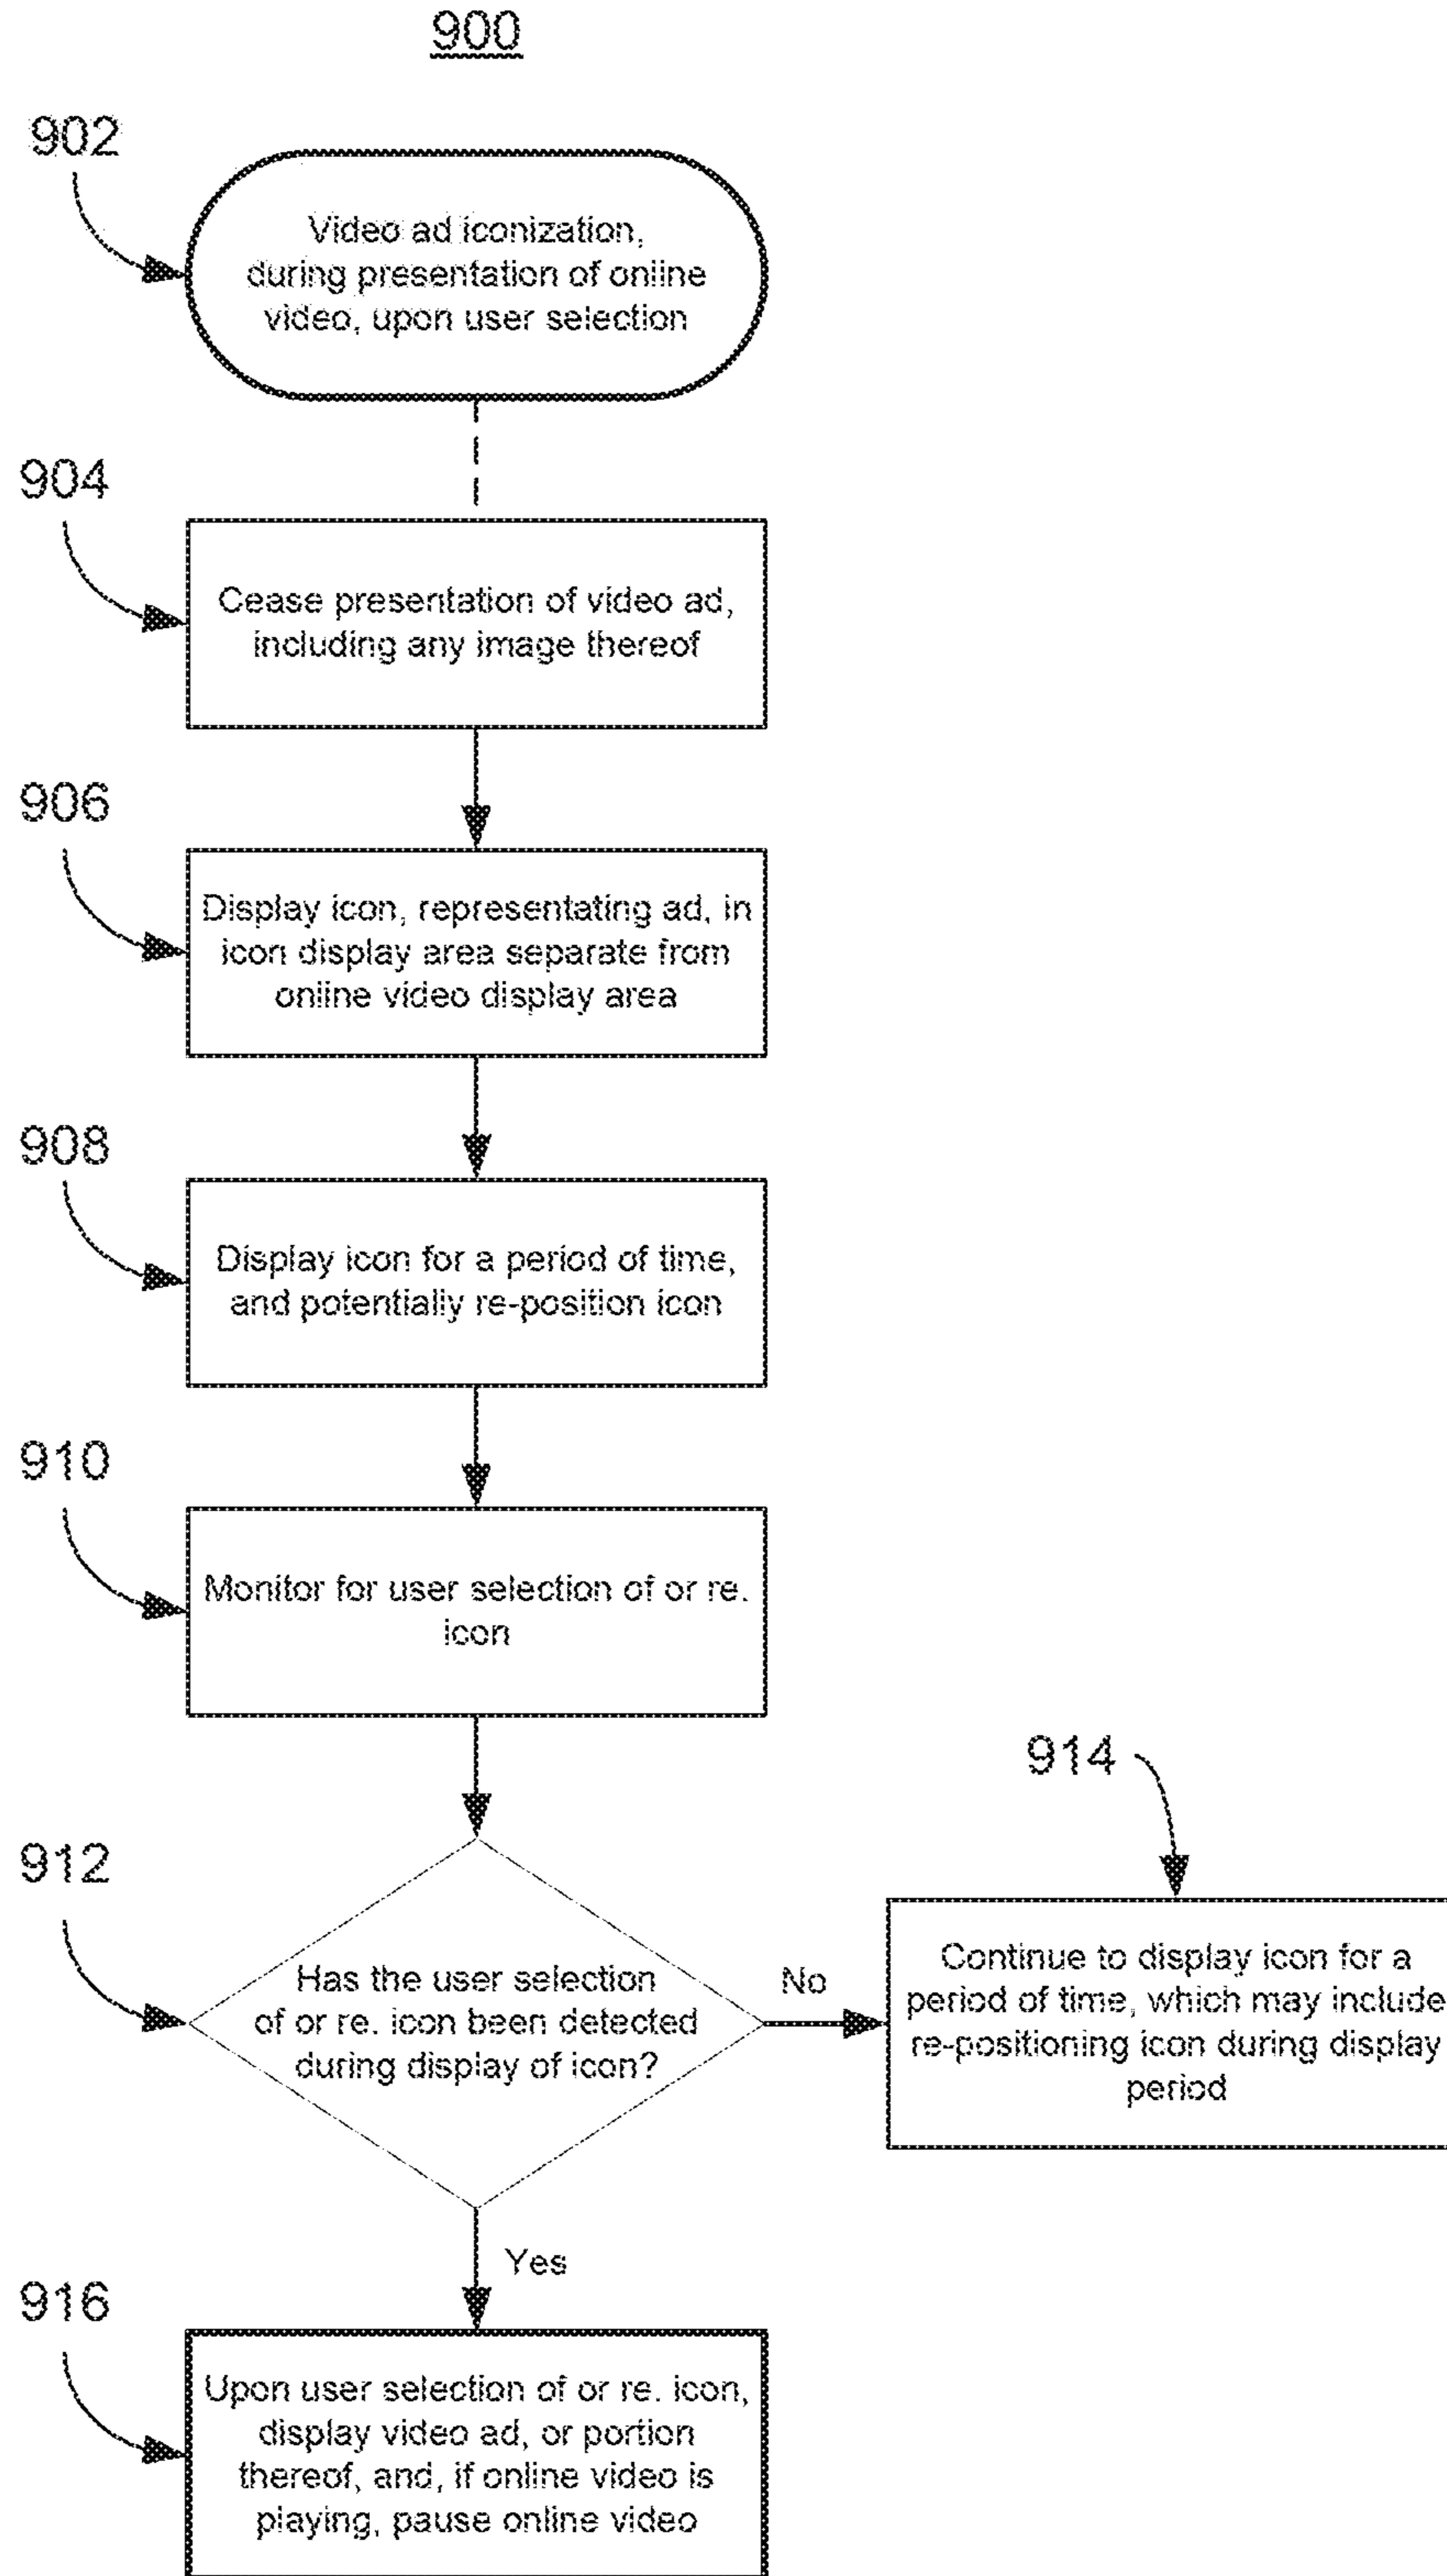 900
902
Video ad iconization,
during presentation of online
video, upon user selection
904
Cease presentation of video ad,
including any image thereof
906
Display icon, representating ad, in
icon display area separate from
online video display area
908
Display icon for a period of time,
and potentially re-position icon
910
Monitor for user selection of or re.
icon
912
Has the user selection
of or re. icon been detected
during display of icon?
No
914
Continue to display icon for a
period of time, which may include
re-positioning icon during display
period
Yes
916
Upon user selection of or re. icon,
display video ad, or portion
thereof, and, if online video is
playing, pause online video